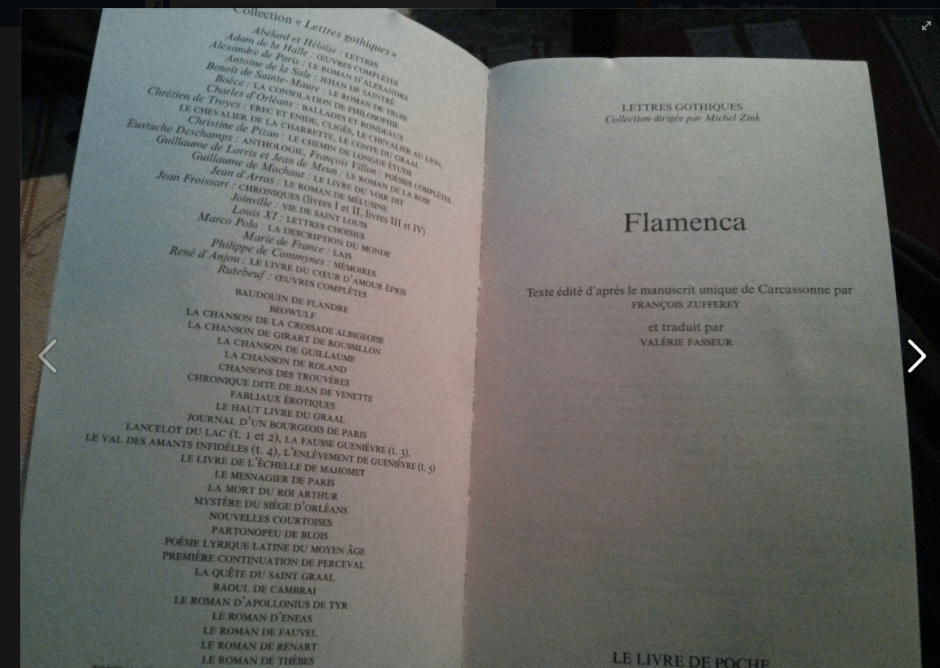 Collection « Lettres gothiques »
Abélard et Héloïse : LETTRES
Adam de la Halle : ŒUVRES COMPLÈTES
Alexandre de Paris : LE ROMAN D'ALEXANDRE
Antoine de la Sale : JEHAN DE SAINTRÉ
Benoît de Sainte-Maure : LE ROMAN DE TROIE
Boèce : LA CONSOLATION DE PHILOSOPHIE
Charles d'Orléans : BALLADES ET RONDEAUX
Chrétien de Troyes : EREC ET ENIDE, CLIGÈS, LE CHEVALIER AU LION,
LE CHEVALIER DE LA CHARRETTE, LE CONTE DU GRAAL
Christine de Pizan : LE CHEMIN DE LONGUE ÉTUDE
Eustache Deschamps : ANTHOLOGIE, François Villon : POÉSIES COMPLÈTES
Guillaume de Lorris et Jean de Meun : LE ROMAN DE LA ROSE
Guillaume de Machaut : LE LIVRE DU VOIR DIT
Jean d'Arras : LE ROMAN DE MÉLUSINE
Jean Froissart : CHRONIQUES (livres I et II, livres III et IV)
Joinville : VIE DE SAINT LOUIS
Louis XI : LETTRES CHOISIES
Marco Polo : LA DESCRIPTION DU MONDE
Marie de France : LAIS
Philippe de Commynes : MÉMOIRES
René d'Anjou : LE LIVRE DU CŒUR D'AMOUR ÉPRIS
Rutebeuf : ŒUVRES COMPLÈTES
BAUDOUIN DE FLANDRE
BEOWULF
LA CHANSON DE LA CROISADE ALBIGEOISE
LA CHANSON DE GIRART DE ROUSSILLON
LA CHANSON DE GUILLAUME
LA CHANSON DE ROLAND
CHANSONS DES TROUVÈRES
CHRONIQUE DITE DE JEAN DE VENETTE
FABLIAUX ÉROTIQUES
LE HAUT LIVRE DU GRAAL
JOURNAL D'UN BOURGEOIS DE PARIS
LANCELOT DU LAC (t. 1 et 2), LA FAUSSE GUENIÈVRE (t. 3),
LE VAL DES AMANTS INFIDÈLES (t. 4), L'ENLÈVEMENT DE GUENIÈVRE (t. 5)
LE LIVRE DE L'ÉCHELLE DE MAHOMET
LE MESNAGIER DE PARIS
LA MORT DU ROI ARTHUR
MYSTÈRE DU SIÈGE D'ORLÉANS
NOUVELLES COURTOISES
PARTONOPEU DE BLOIS
POÉSIE LYRIQUE LATINE DU MOYEN ÂGE
PREMIÈRE CONTINUATION DE PERCEVAL
LA QUÊTE DU SAINT GRAAL
RAOUL DE CAMBRAI
LE ROMAN D'APOLLONIUS DE TYR
LE ROMAN D'ENEAS
LE ROMAN DE FAUVEL
LE ROMAN DE RENART
LE ROMAN DE THÈBES
LETTRES GOTHIQUES
Collection dirigée par Michel Zink
Flamenca
Texte édité d'après le manuscrit unique de Carcassonne par
FRANÇOIS ZUFFEREY
et traduit par
VALÉRIE FASSEUR
LE LIVRE DE POCHE